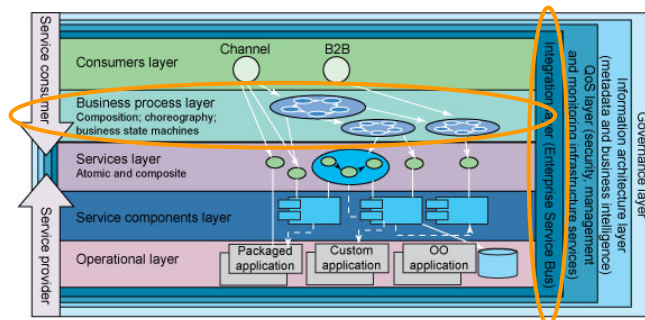 Service consumer
Service provider
Channel
B2B
Consumers layer
Business process layer
Composition; choreography;
business state machines
Services layer
Atomic and composite
Service components layer
Operational layer
Packaged
application
Custom
application
OO
application
Integration layer (Enterprise Service Bus)
QoS layer (security, management
and monitoring infrastructure services)
Information architecture layer
(metadata and business intelligence)
Governance layer